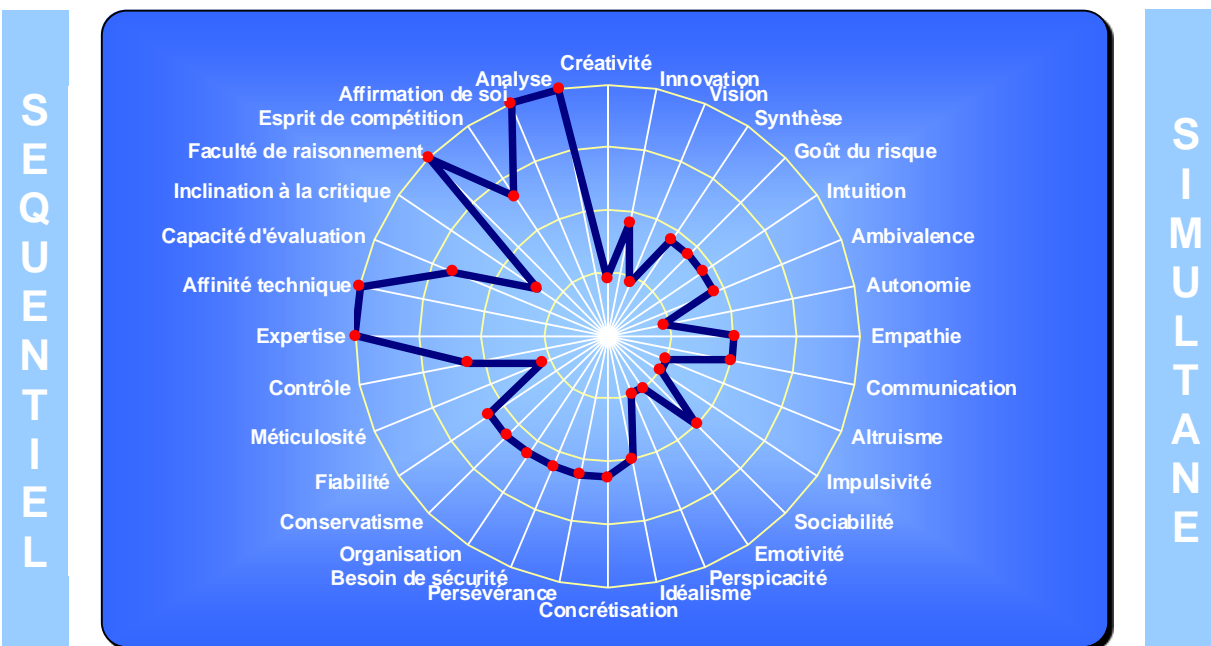 SEQUENTIEL
Créativité
Innovation
Vision
Synthèse
Goût du risque
Intuition
Ambivalence
Autonomie
Empathie
Communication
Altruisme
Impulsivité
Sociabilité
Emotivité
Perspicacité
Idéalisme
Concrétisation
Persévérance
Besoin de sécurité
Organisation
Conservatisme
Fiabilité
Méticulosité
Contrôle
Expertise
Affinité technique
Capacité d'évaluation
Inclination à la critique
Faculté de raisonnement
Esprit de compétition
Affirmation de soi
Analyse
SIMULTANE